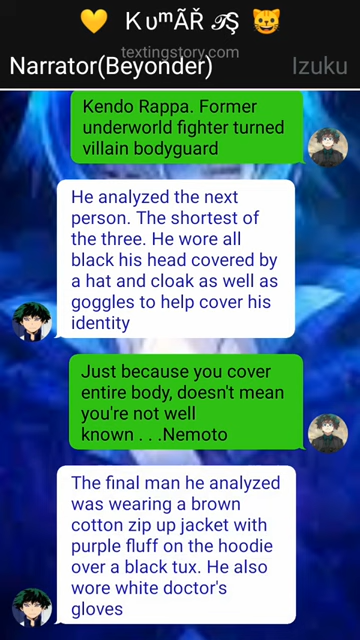 💛 K υᵐÃŘ 𝒯Ş 😺
textingstory.com
Narrator(Beyonder) Izuku
Kendo Rappa. Former
underworld fighter turned
villain bodyguard
He analyzed the next
person. The shortest of
the three. He wore all
black his head covered by
a hat and cloak as well as
goggles to help cover his
identity
Just because you cover
entire body, doesn't mean
you're not well
known . . .Nemoto
The final man he analyzed
was wearing a brown
cotton zip up jacket with
purple fluff on the hoodie
over a black tux. He also
wore white doctor's
gloves